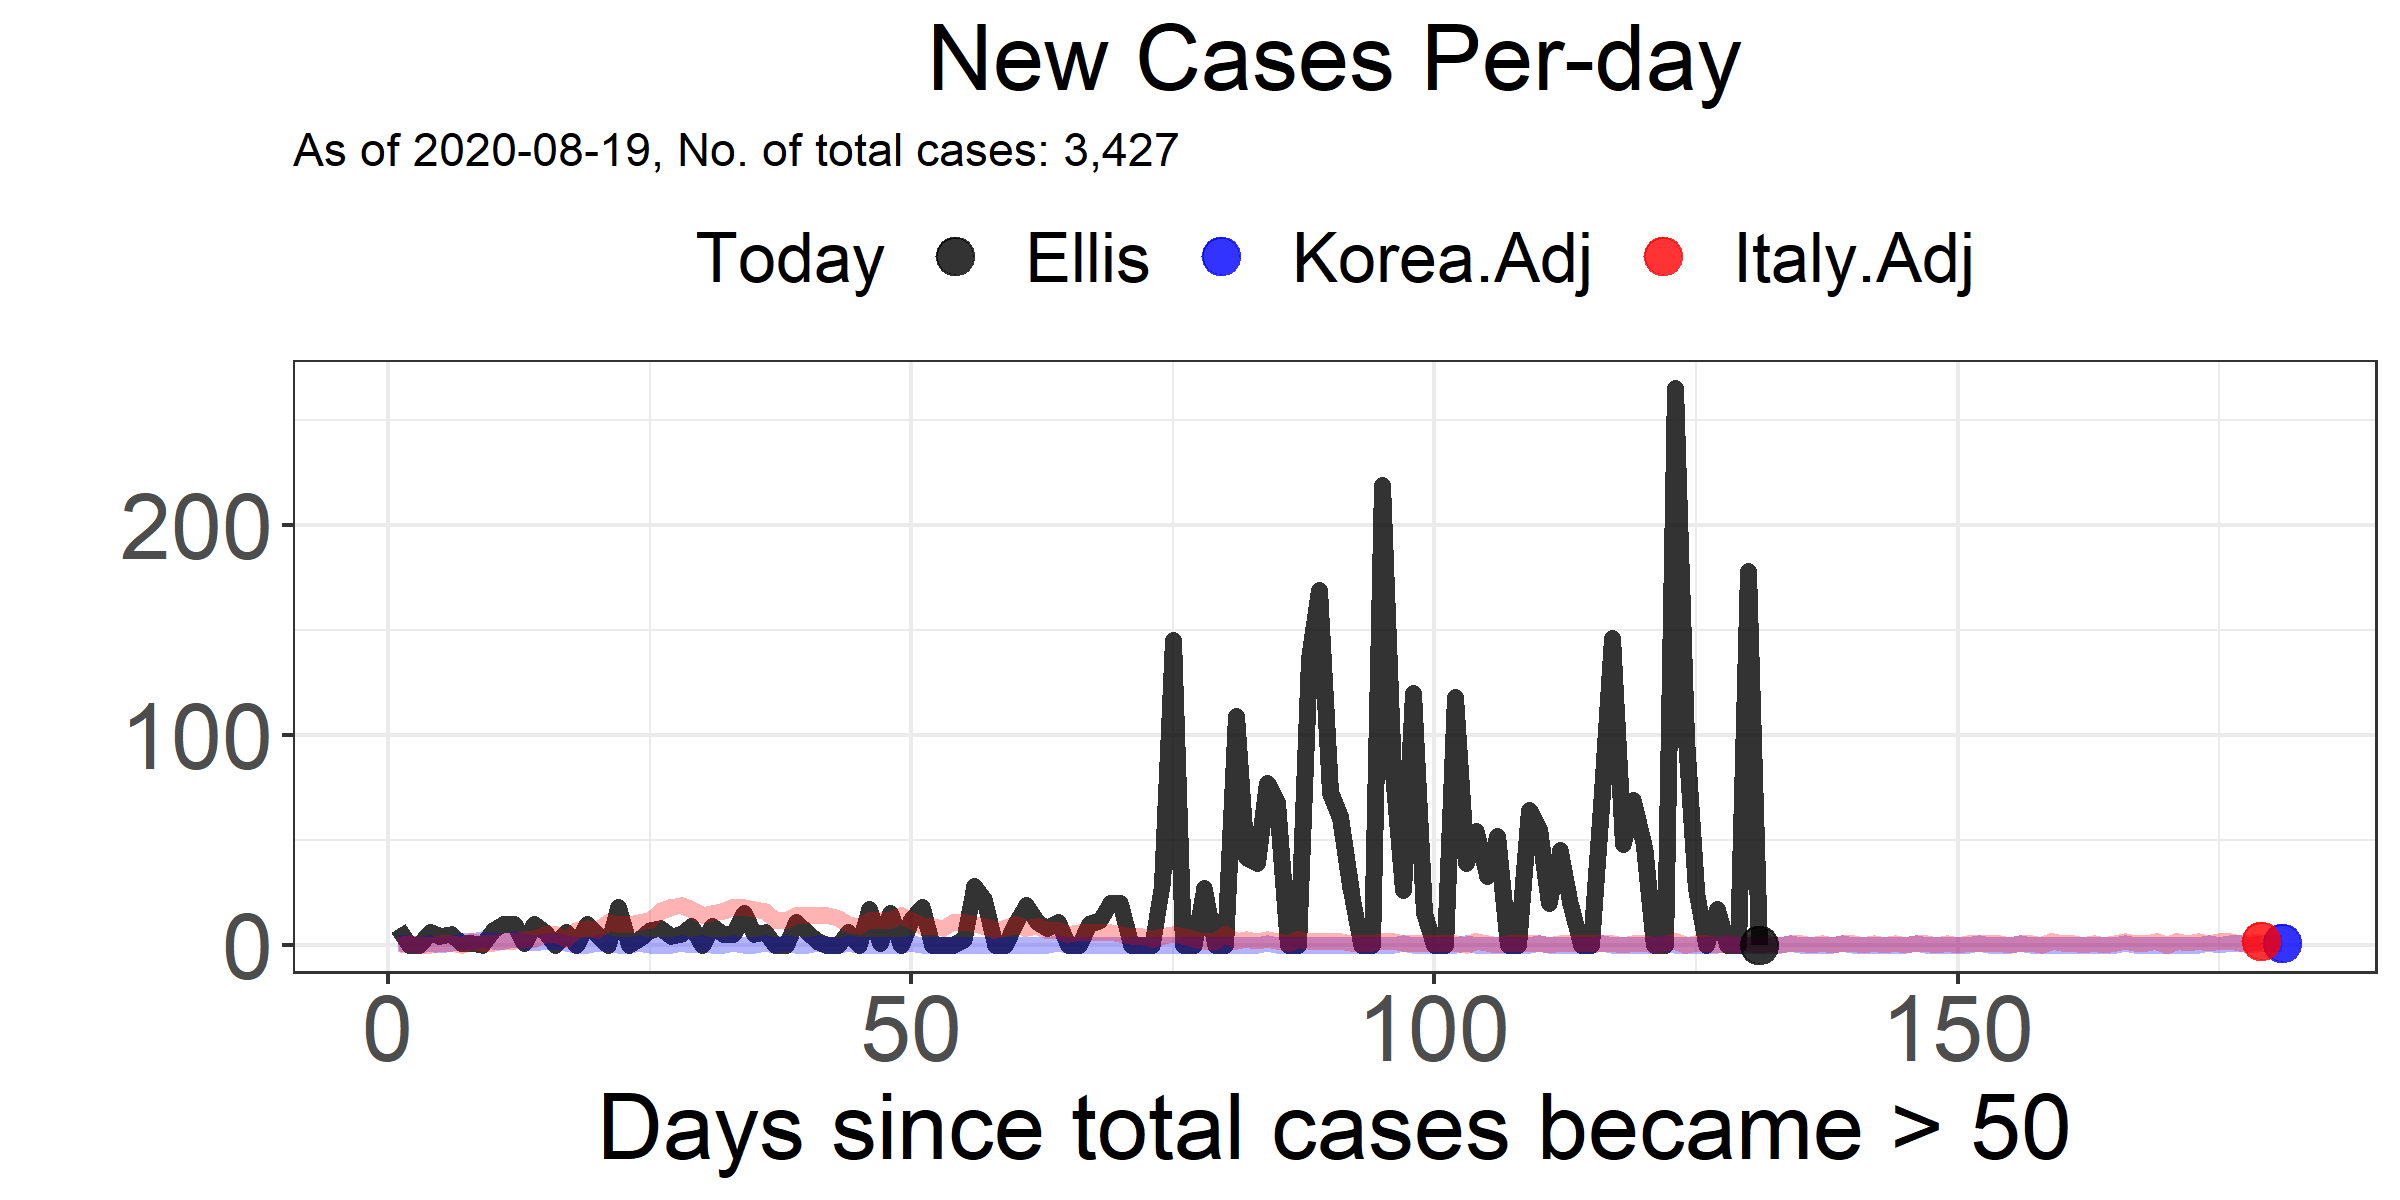 New Cases Per-day
As of 2020-08-19, No. of total cases: 3,427
Today Ellis Korea.Adj Italy.Adj
200
100
0
0 50 100 150
Days since total cases became > 50